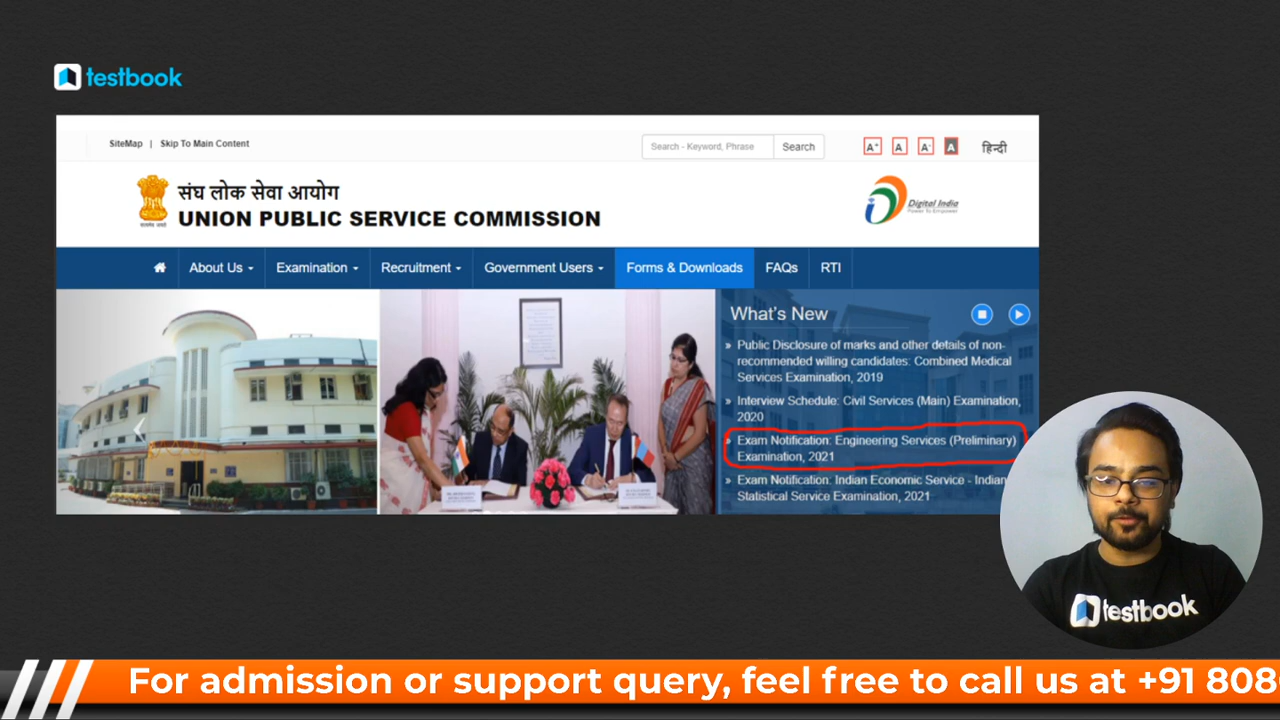 testbook
SiteMap | Skip To Main Content
Search - Keyword, Phrase
Search
A+ A A- A
हिन्दी
संघ लोक सेवा आयोग
UNION PUBLIC SERVICE COMMISSION
Digital India
Power To Empower
About Us
Examination
Recruitment
Government Users
Forms & Downloads
FAQs
RTI
What's New
» Public Disclosure of marks and other details of non-
recommended willing candidates: Combined Medical
Services Examination, 2019
» Interview Schedule: Civil Services (Main) Examination,
2020
» Exam Notification: Engineering Services (Preliminary)
Examination, 2021
» Exam Notification: Indian Economic Service - Indian
Statistical Service Examination, 2021
testbook
For admission or support query, feel free to call us at +91 808